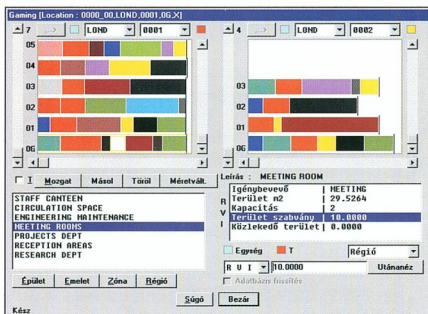 Gaming [Location : 0000_00,LOND,0001,0G,X]
7 LOND 0001
4 LOND 0002
05
04
03
02
01
0G
03
02
01
0G
I Mozgat Másol Töröl Méretvált.
STAFF CANTEEN
CIRCULATION SPACE
ENGINEERING MAINTENANCE
MEETING ROOMS
PROJECTS DEPT
RECEPTION AREAS
RESEARCH DEPT
Épület Emelet Zóna Régió
Leírás : MEETING ROOM
R
V
I
Igénybevevő | MEETING
Terület m2 | 29.5264
Kapacitás | 2
Terület szabvány | 10.0000
Közlekedő terület | 0.0000
Egység T Régió
R V I 10.0000 Utánanéz
Adatbázis frissítés
Súgó Bezár
Kész